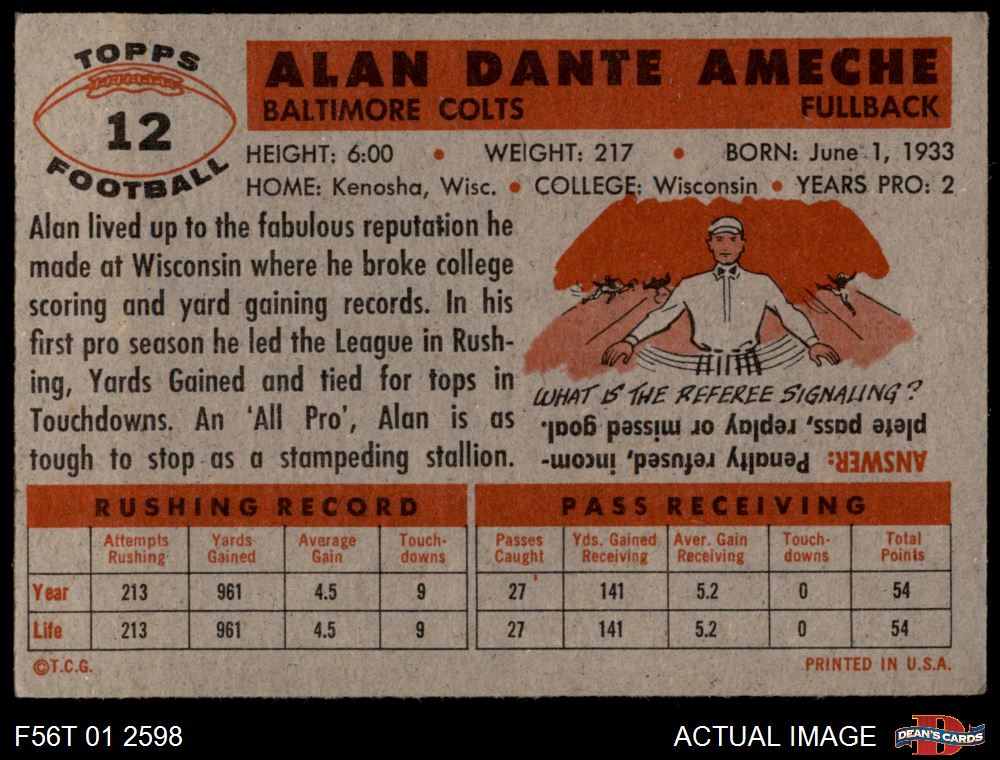 TOPPS
12
FOOTBALL
ALAN DANTE AMECHE
BALTIMORE COLTS FULLBACK
HEIGHT: 6:00 • WEIGHT: 217 • BORN: June 1, 1933
HOME: Kenosha, Wisc. • COLLEGE: Wisconsin • YEARS PRO: 2
Alan lived up to the fabulous reputation he
made at Wisconsin where he broke college
scoring and yard gaining records. In his
first pro season he led the League in Rush-
ing, Yards Gained and tied for tops in
Touchdowns. An 'All Pro', Alan is as
tough to stop as a stampeding stallion.
WHAT IS THE REFEREE SIGNALING?
ANSWER: Penalty refused, incom-
plete pass, replay or missed goal.
RUSHING RECORD
Attempts Rushing Yards Gained Average Gain Touch-downs
Year 213 961 4.5 9
Life 213 961 4.5 9
PASS RECEIVING
Passes Caught Yds. Gained Receiving Aver. Gain Receiving Touch-downs Total Points
27 141 5.2 0 54
27 141 5.2 0 54
©T.C.G. PRINTED IN U.S.A.
F56T 01 2598 ACTUAL IMAGE DEAN'S CARDS